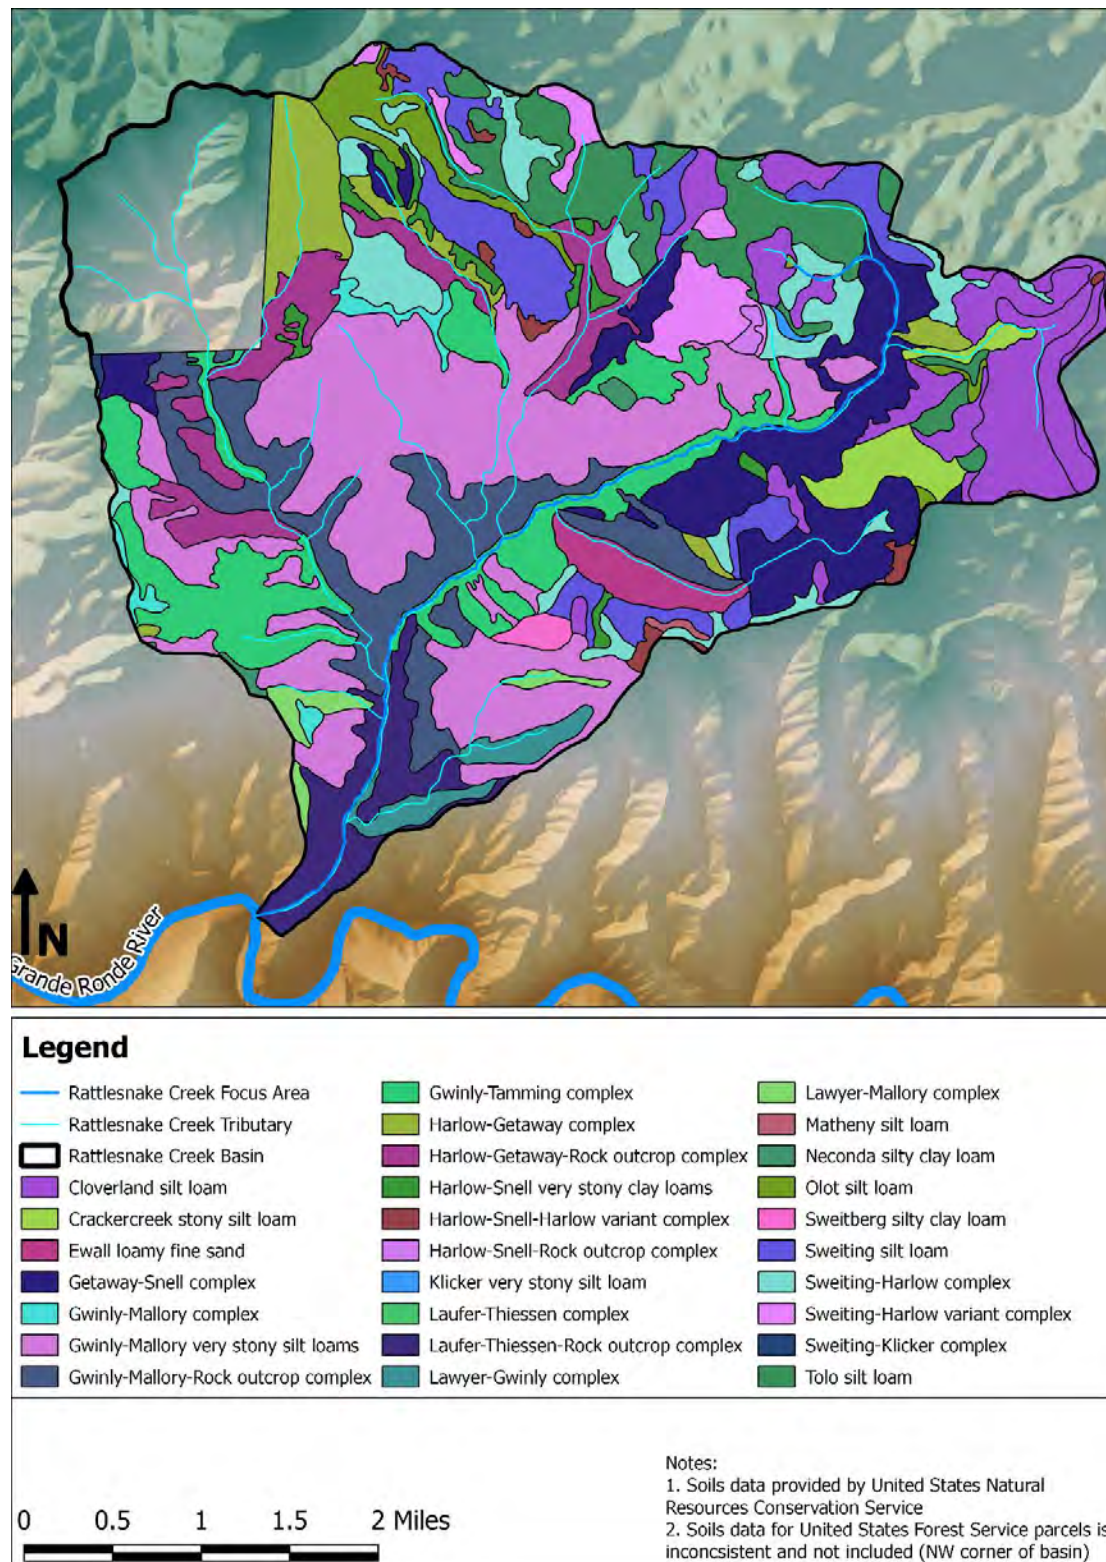 N
Grande Ronde River
Legend
Rattlesnake Creek Focus Area
Rattlesnake Creek Tributary
Rattlesnake Creek Basin
Cloverland silt loam
Crackercreek stony silt loam
Ewall loamy fine sand
Getaway-Snell complex
Gwinly-Mallory complex
Gwinly-Mallory very stony silt loams
Gwinly-Mallory-Rock outcrop complex
Gwinly-Tamming complex
Harlow-Getaway complex
Harlow-Getaway-Rock outcrop complex
Harlow-Snell very stony clay loams
Harlow-Snell-Harlow variant complex
Harlow-Snell-Rock outcrop complex
Klicker very stony silt loam
Laufer-Thiessen complex
Laufer-Thiessen-Rock outcrop complex
Lawyer-Gwinly complex
Lawyer-Mallory complex
Matheny silt loam
Neconda silty clay loam
Olot silt loam
Sweitberg silty clay loam
Sweiting silt loam
Sweiting-Harlow complex
Sweiting-Harlow variant complex
Sweiting-Klicker complex
Tolo silt loam
0 0.5 1 1.5 2 Miles
Notes:
1. Soils data provided by United States Natural
Resources Conservation Service
2. Soils data for United States Forest Service parcels is
inconcsistent and not included (NW corner of basin)